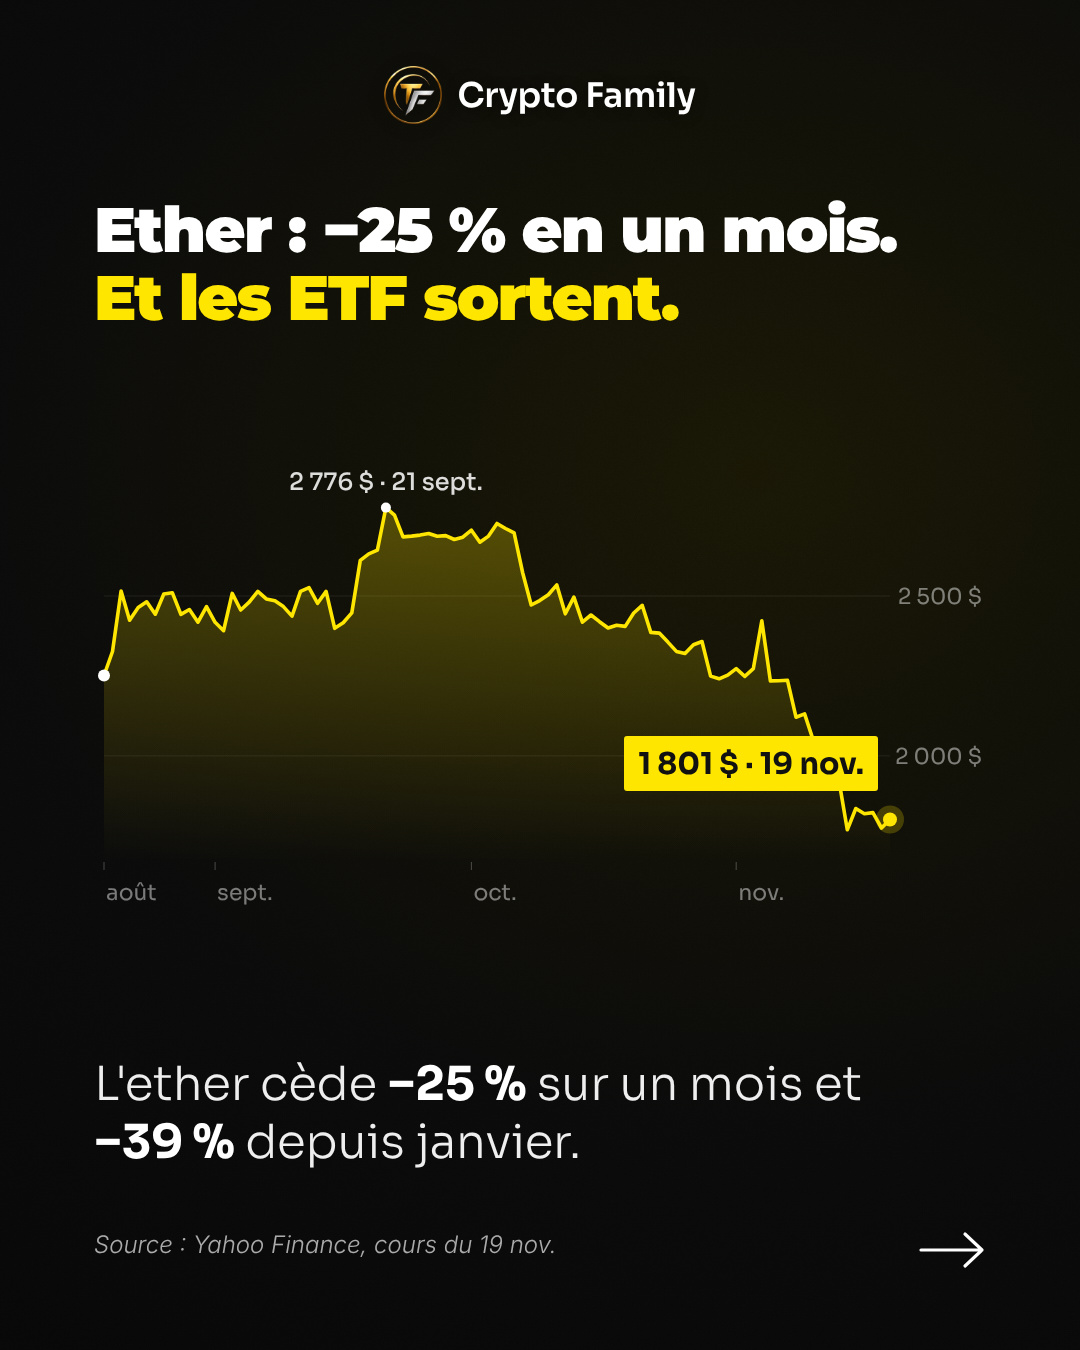 TF Crypto Family
Ether : −25 % en un mois.
Et les ETF sortent.
2 776 $ · 21 sept.
2 500 $
1 801 $ · 19 nov.
2 000 $
août sept. oct. nov.
L'ether cède −25 % sur un mois et
−39 % depuis janvier.
Source : Yahoo Finance, cours du 19 nov.